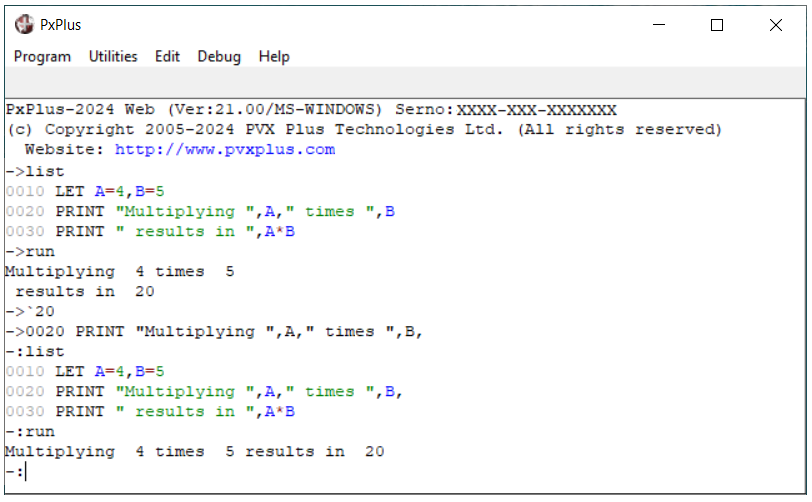 PxPlus
Program Utilities Edit Debug Help
PxPlus-2024 Web (Ver:21.00/MS-WINDOWS) Serno:XXXX-XXX-XXXXXXX
(c) Copyright 2005-2024 PVX Plus Technologies Ltd. (All rights reserved)
  Website: http://www.pvxplus.com
->list
0010 LET A=4,B=5
0020 PRINT "Multiplying ",A," times ",B
0030 PRINT " results in ",A*B
->run
Multiplying  4 times  5
 results in  20
->`20
->0020 PRINT "Multiplying ",A," times ",B,
-:list
0010 LET A=4,B=5
0020 PRINT "Multiplying ",A," times ",B,
0030 PRINT " results in ",A*B
-:run
Multiplying  4 times  5 results in  20
-: